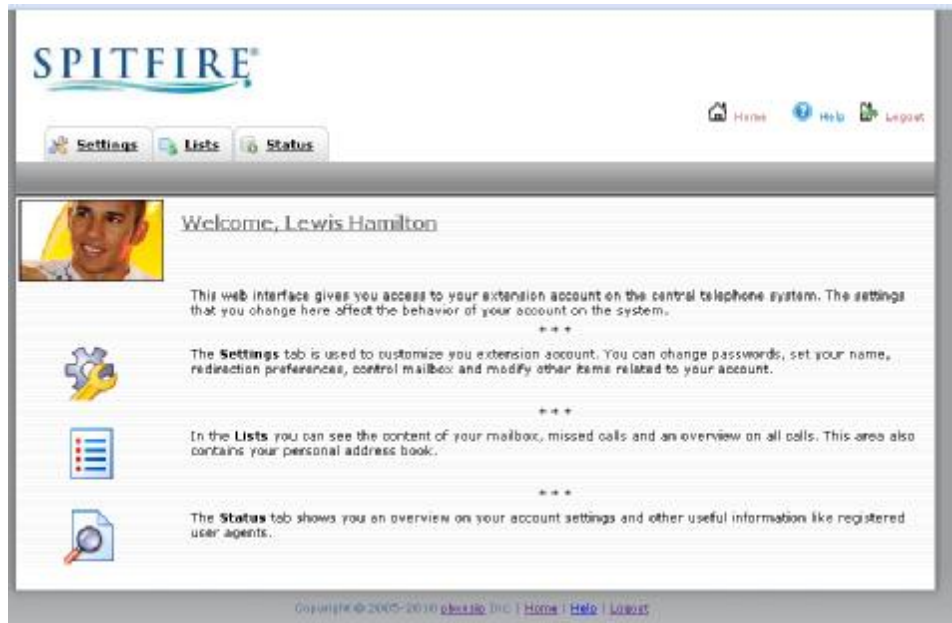 SPITFIRE®
Home Help Logout
Settings Lists Status
Welcome, Lewis Hamilton
This web interface gives you access to your extension account on the central telephone system. The settings
that you change here affect the behavior of your account on the system.
+ + +
The Settings tab is used to customize you extension account. You can change passwords, set your name,
redirection preferences, control mailbox and modify other items related to your account.
+ + +
In the Lists you can see the content of your mailbox, missed calls and an overview on all calls. This area also
contains your personal address book.
+ + +
The Status tab shows you an overview on your account settings and other useful information like registered
user agents.
Copyright © 2005-2010 pbxnsip Inc. | Home | Help | Logout